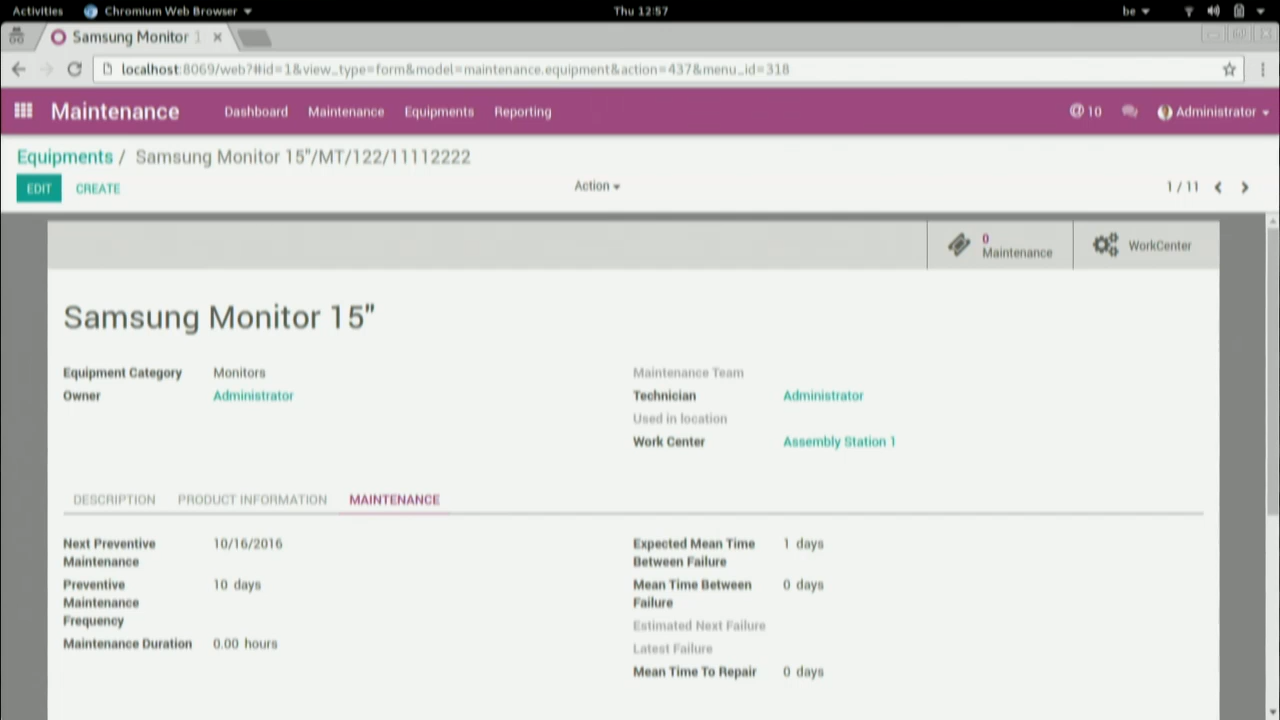 Activities Chromium Web Browser Thu 12:57 be
Samsung Monitor 1
localhost:8069/web?#id=1&view_type=form&model=maintenance.equipment&action=437&menu_id=318
Maintenance Dashboard Maintenance Equipments Reporting @ 10 Administrator
Equipments / Samsung Monitor 15"/MT/122/11112222
EDIT CREATE Action 1 / 11
0
Maintenance WorkCenter
Samsung Monitor 15"
Equipment Category Monitors Maintenance Team
Owner Administrator Technician Administrator
Used in location
Work Center Assembly Station 1
DESCRIPTION PRODUCT INFORMATION MAINTENANCE
Next Preventive 10/16/2016 Expected Mean Time 1 days
Maintenance Between Failure
Preventive 10 days Mean Time Between 0 days
Maintenance Failure
Frequency Estimated Next Failure
Maintenance Duration 0.00 hours Latest Failure
Mean Time To Repair 0 days